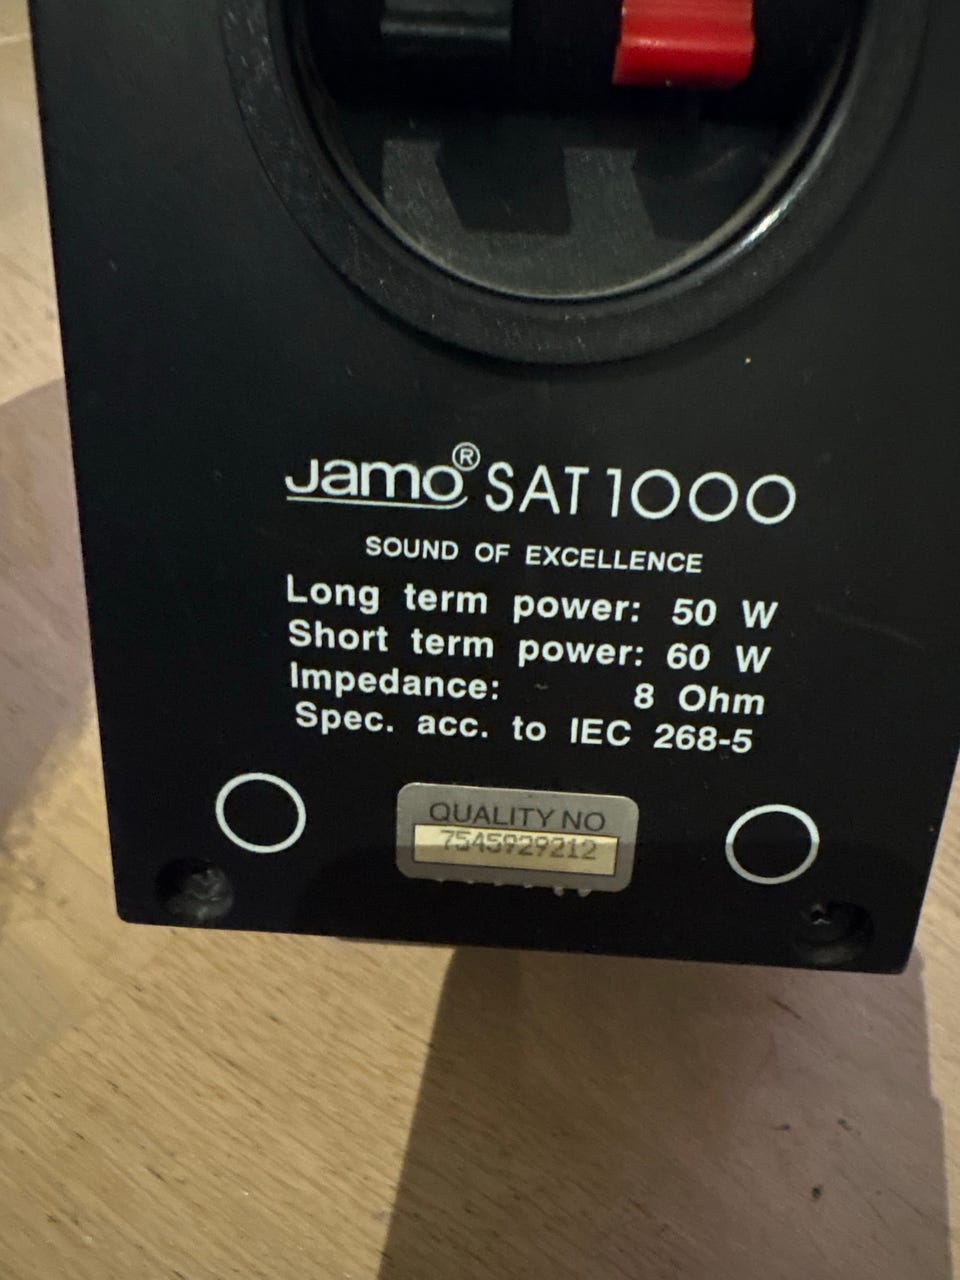 Jamo® SAT 1000
SOUND OF EXCELLENCE
Long term power: 50 W
Short term power: 60 W
Impedance: 8 Ohm
Spec. acc. to IEC 268-5
QUALITY NO
7545929212